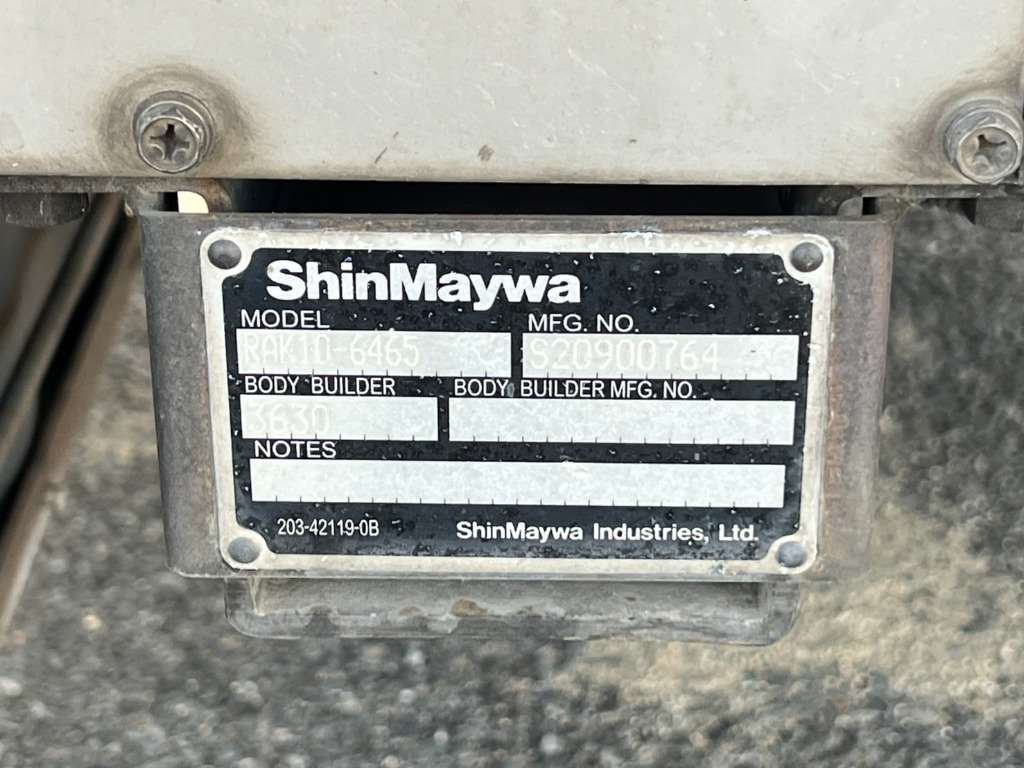 ShinMaywa
MODEL MFG. NO.
RAK10-6465 S20900764
BODY BUILDER BODY BUILDER MFG. NO.
3630
NOTES
203-42119-0B ShinMaywa Industries, Ltd.